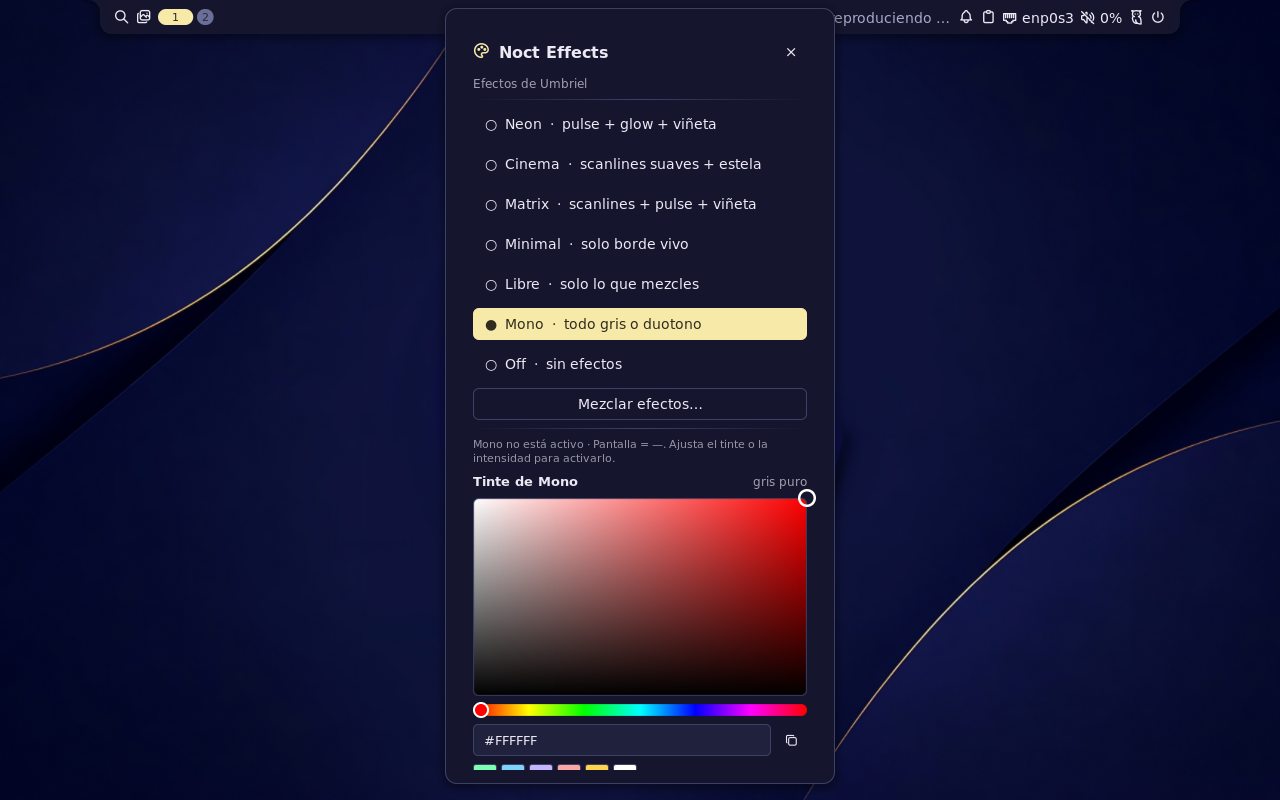 1
2
eproduciendo ...
enp0s3
0%
Noct Effects
Efectos de Umbriel
○ Neon · pulse + glow + viñeta
○ Cinema · scanlines suaves + estela
○ Matrix · scanlines + pulse + viñeta
○ Minimal · solo borde vivo
○ Libre · solo lo que mezcles
● Mono · todo gris o duotono
○ Off · sin efectos
Mezclar efectos…
Mono no está activo · Pantalla = —. Ajusta el tinte o la
intensidad para activarlo.
Tinte de Mono
gris puro
#FFFFFF